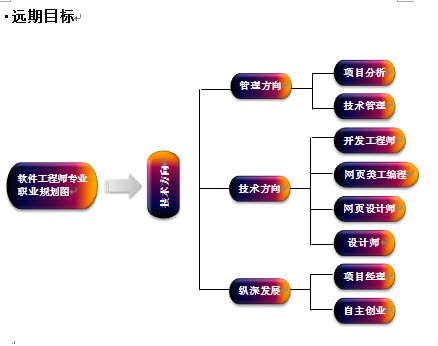 ·远期目标
软件工程师专业
职业规划图
技术方向
管理方向
项目分析
技术管理
技术方向
开发工程师
网页美工编程
网页设计师
设计师
纵深发展
项目经理
自主创业